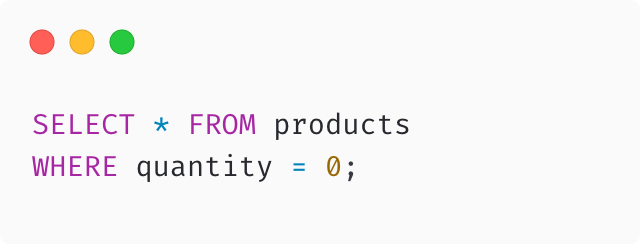 SELECT * FROM products
WHERE quantity = 0;